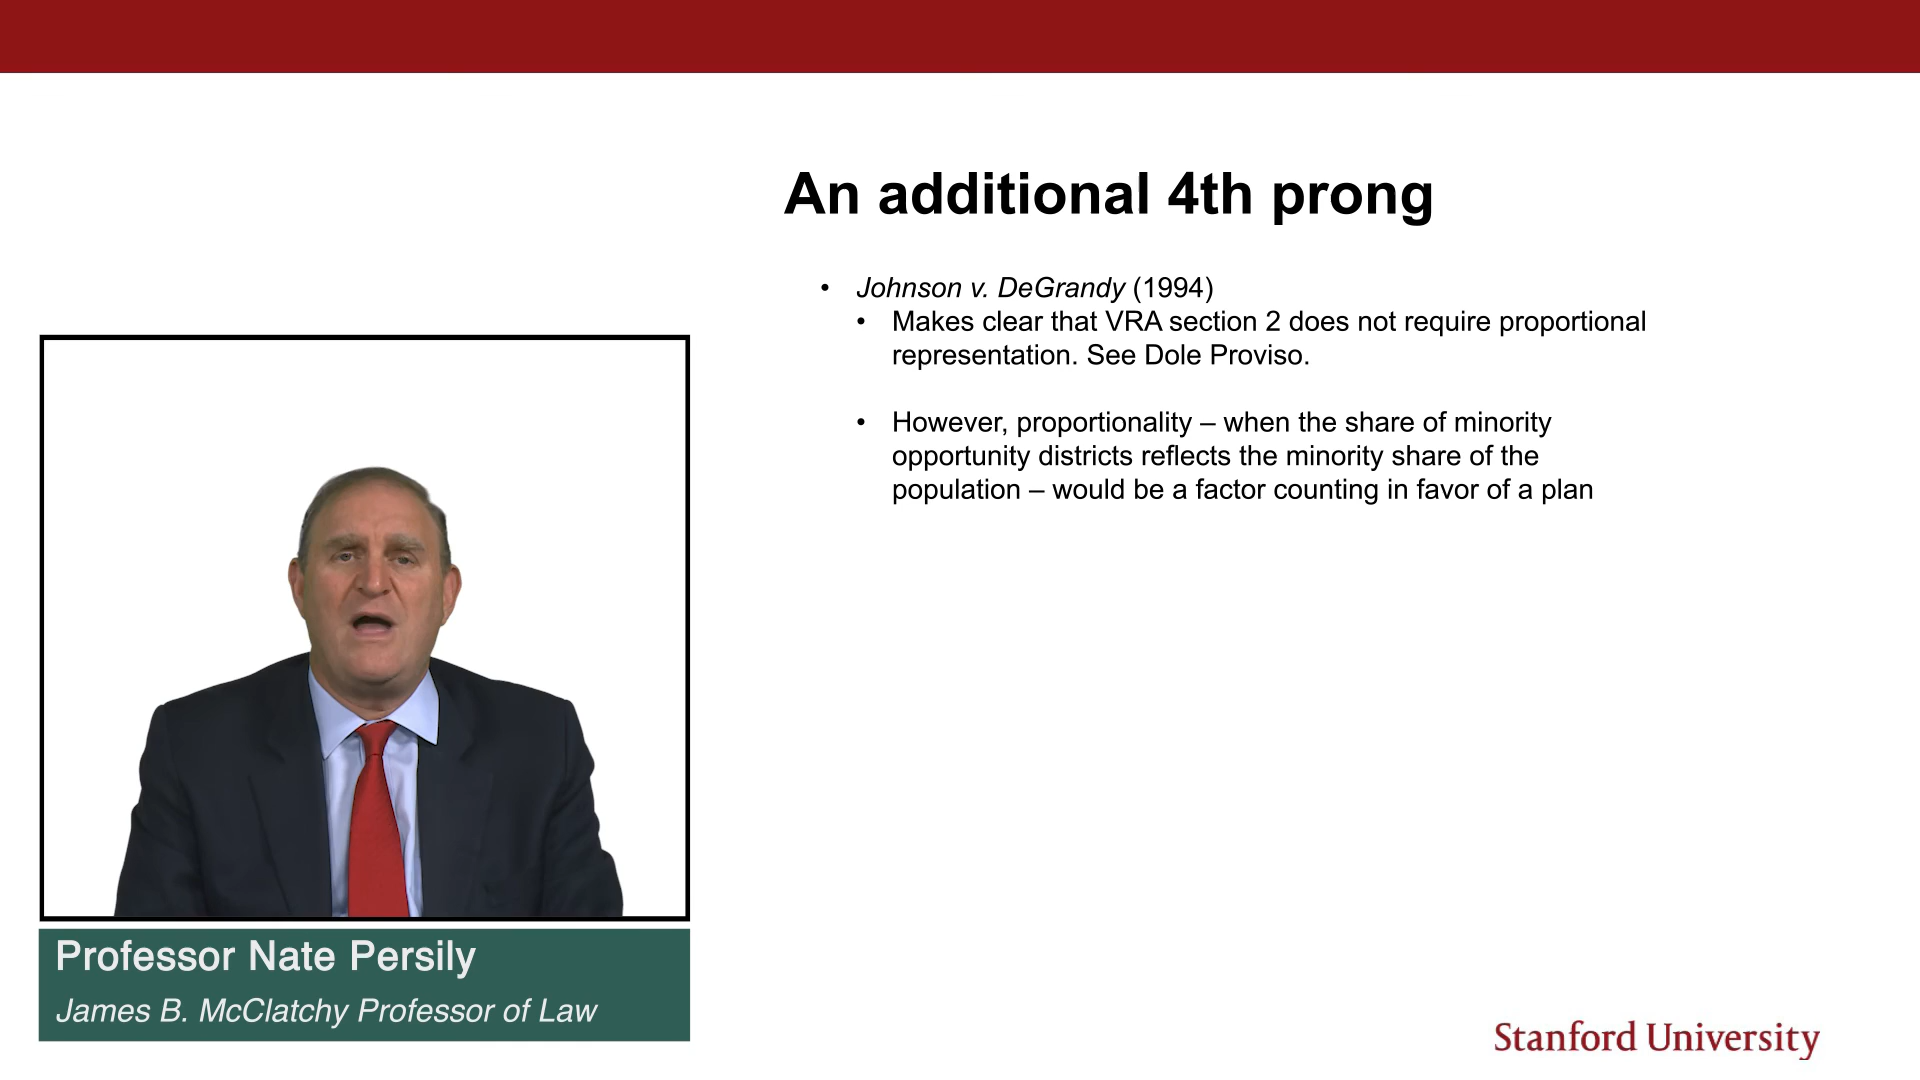 An additional 4th prong
• Johnson v. DeGrandy (1994)
• Makes clear that VRA section 2 does not require proportional
representation. See Dole Proviso.
• However, proportionality – when the share of minority
opportunity districts reflects the minority share of the
population – would be a factor counting in favor of a plan
Professor Nate Persily
James B. McClatchy Professor of Law
Stanford University